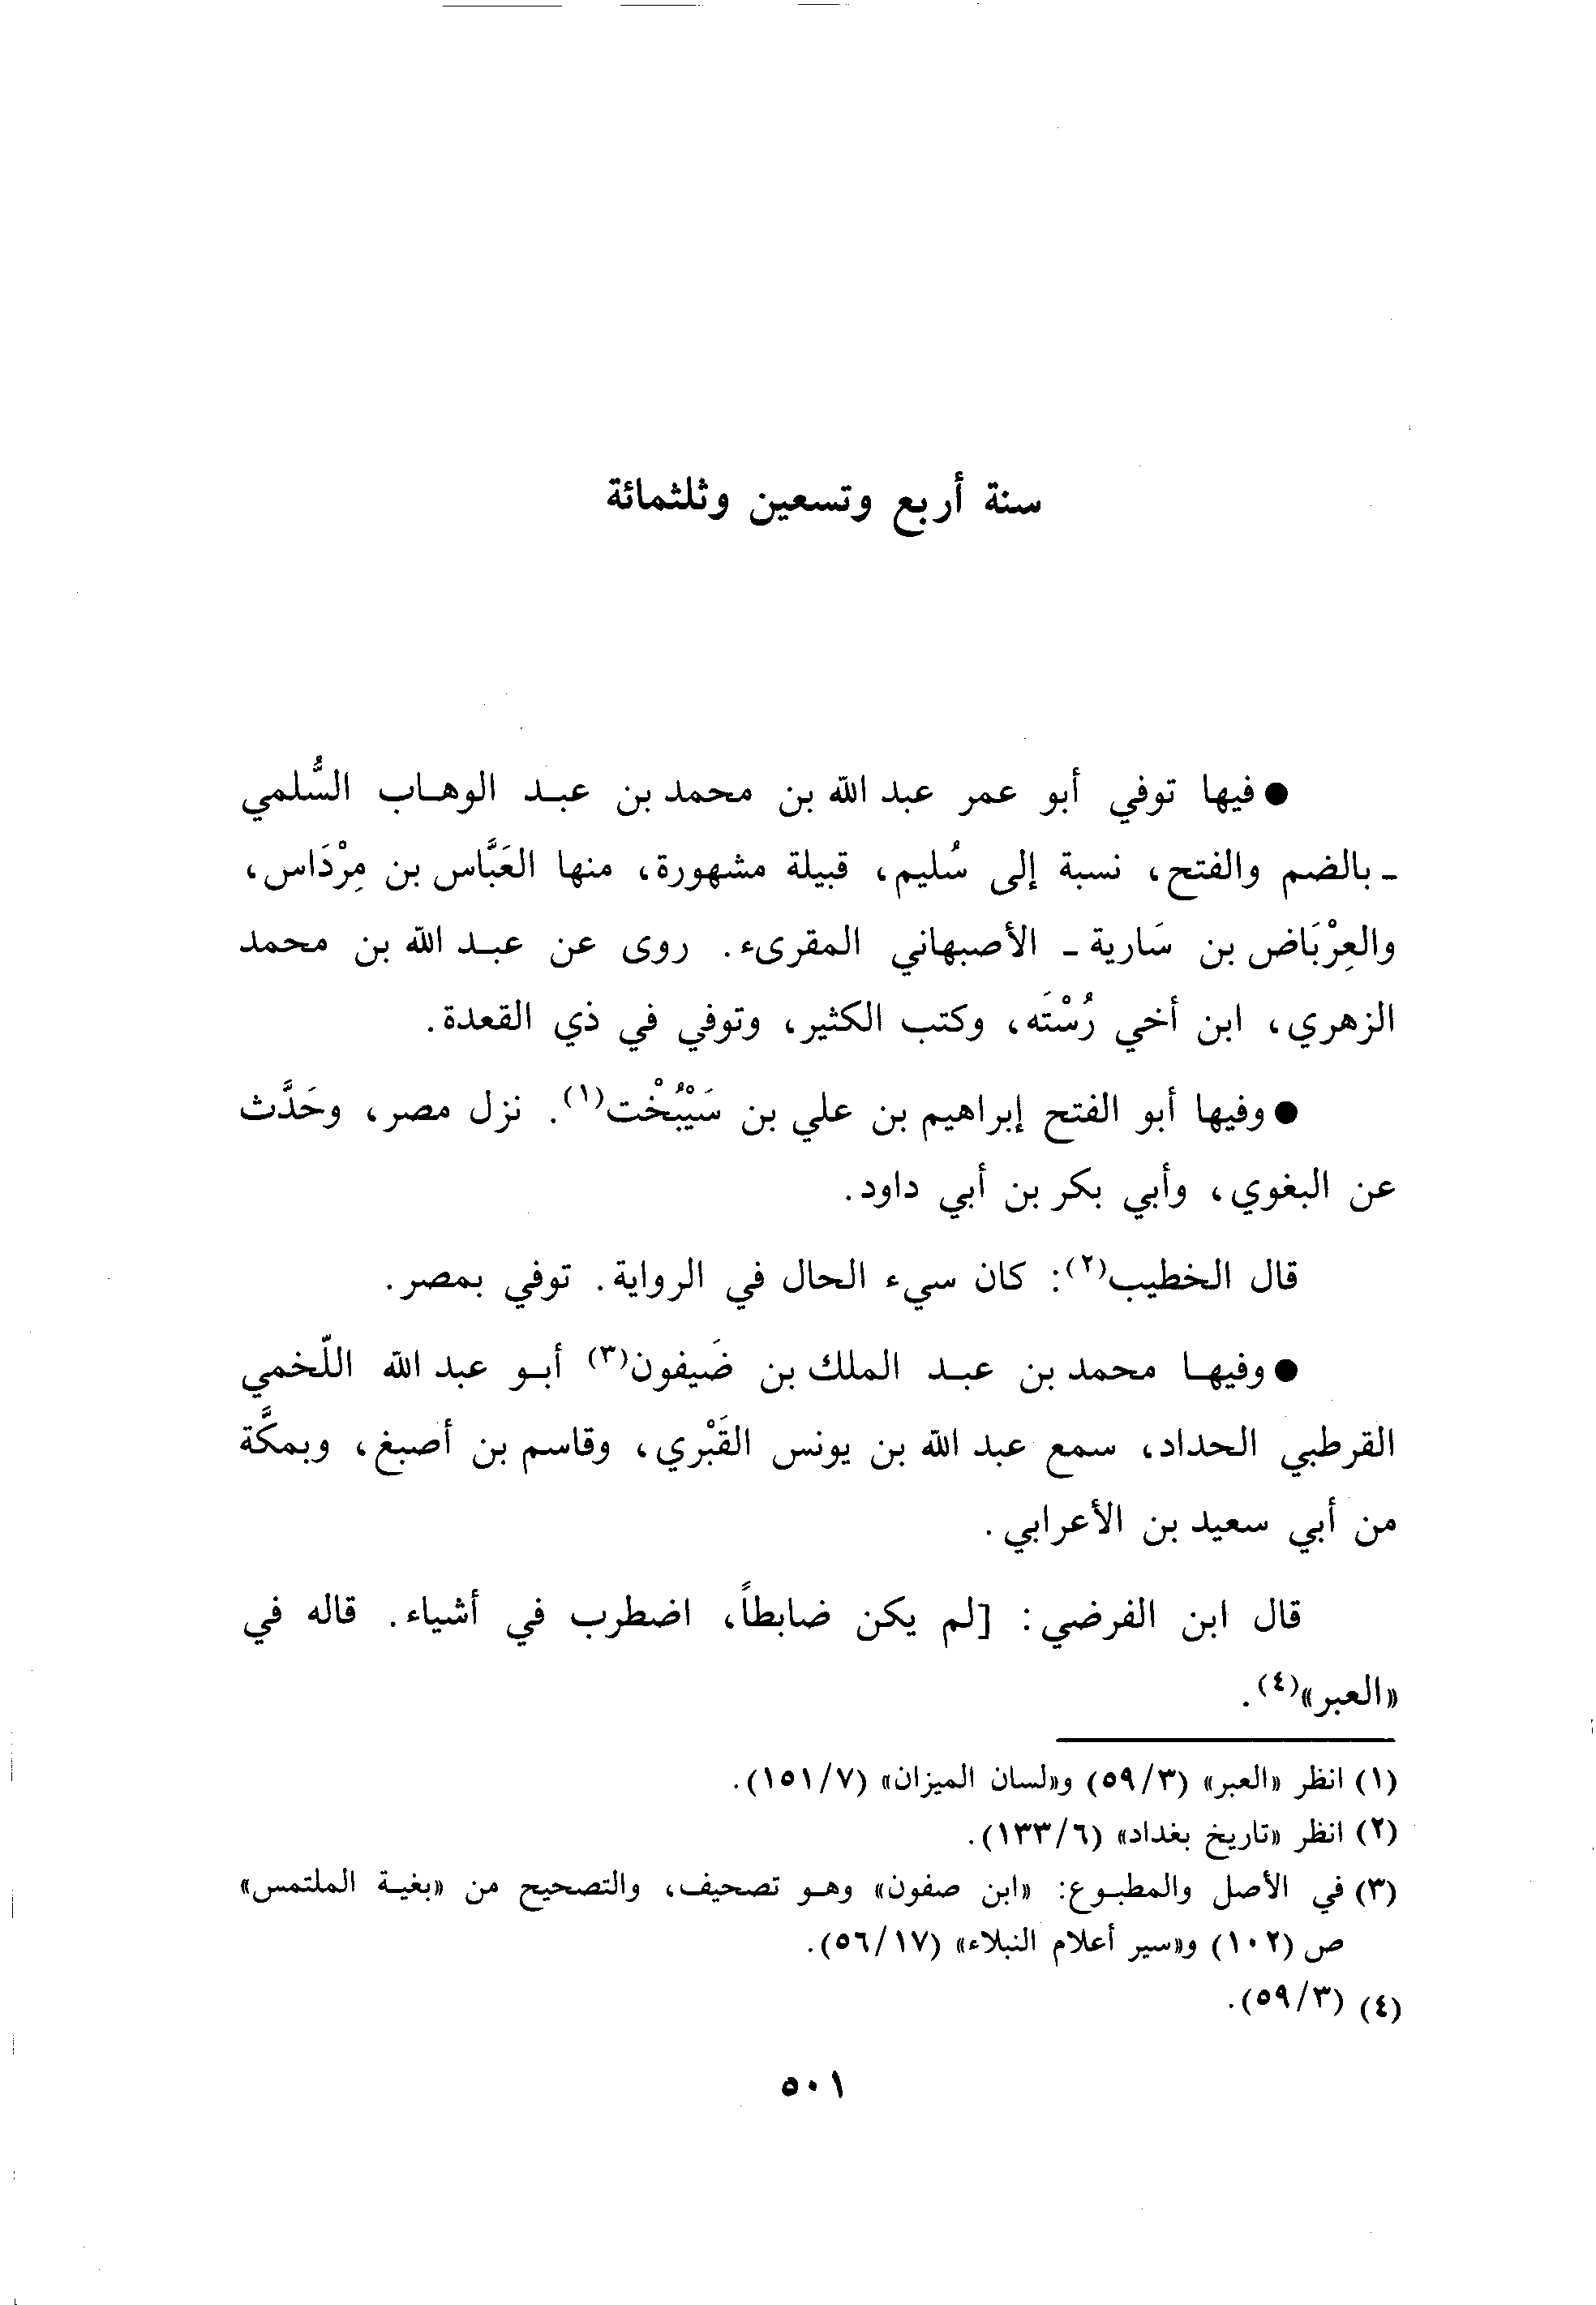 سنة أربع وتسعين وثلثمائة
● فيها توفي أبو عمر عبد الله بن محمد بن عبد الوهاب السُّلمي
ـ بالضم والفتح، نسبة إلى سُليم، قبيلة مشهورة، منها العَبَّاس بن مِرْدَاس،
والعِرْبَاض بن سَارية ـ الأصبهاني المقرىء. روى عن عبد الله بن محمد
الزهري، ابن أخي رُسْتَه، وكتب الكثير، وتوفي في ذي القعدة.
● وفيها أبو الفتح إبراهيم بن علي بن سَيْبُخْت(١). نزل مصر، وحَدَّث
عن البغوي، وأبي بكر بن أبي داود.
قال الخطيب(٢): كان سيء الحال في الرواية. توفي بمصر.
● وفيها محمد بن عبد الملك بن ضَيفون(٣) أبو عبد الله اللّخمي
القرطبي الحداد، سمع عبد الله بن يونس القَبْري، وقاسم بن أصبغ، وبمكَّة
من أبي سعيد بن الأعرابي.
قال ابن الفرضي: [لم يكن ضابطاً، اضطرب في أشياء. قاله في
«العبر»(٤).
(١) انظر «العبر» (٥٩/٣) و«لسان الميزان» (١٥١/٧).
(٢) انظر «تاريخ بغداد» (١٣٣/٦).
(٣) في الأصل والمطبوع: «ابن صفون» وهو تصحيف، والتصحيح من «بغية الملتمس»
ص (١٠٢) و«سير أعلام النبلاء» (٥٦/١٧).
(٤) (٥٩/٣).
٥٠١